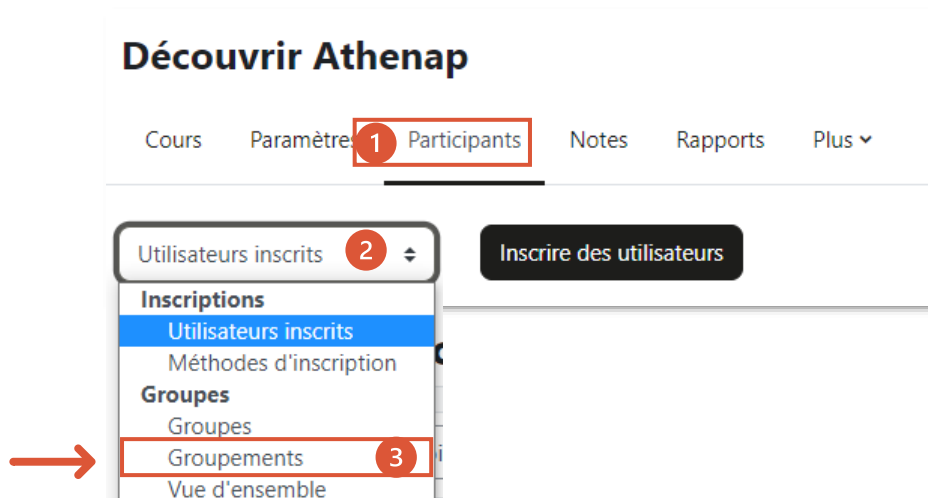 Découvrir Athenap
Cours Paramètres 1 Participants Notes Rapports Plus
Utilisateurs inscrits 2 Inscrire des utilisateurs
Inscriptions
Utilisateurs inscrits
Méthodes d'inscription
Groupes
Groupes
Groupements 3
Vue d'ensemble